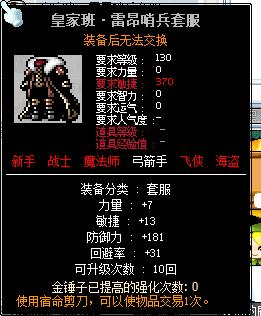 皇家班·雷昂哨兵套服
装备后无法交换
要求等级: 130
要求力量: 0
要求敏捷: 370
要求智力: 0
要求运气: 0
要求人气度: -
道具等级: -
道具经验值: -
新手 战士 魔法师 弓箭手 飞侠 海盗
装备分类 : 套服
力量 : +7
敏捷 : +13
防御力 : +181
回避率 : +31
可升级次数 : 10回
金锤子已提高的强化次数: 0
使用宿命剪刀，可以使物品交易1次。